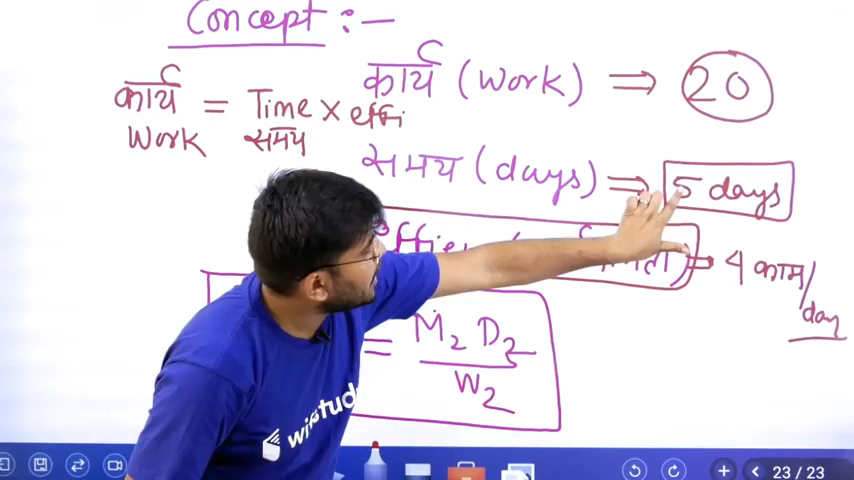 Concept :-
कार्य (Work) ⇒ 20
कार्य = Time × effi
Work समय
समय (days) ⇒ 5 days
⇒ 4 काम/day
= M₂ D₂
W₂
23/23